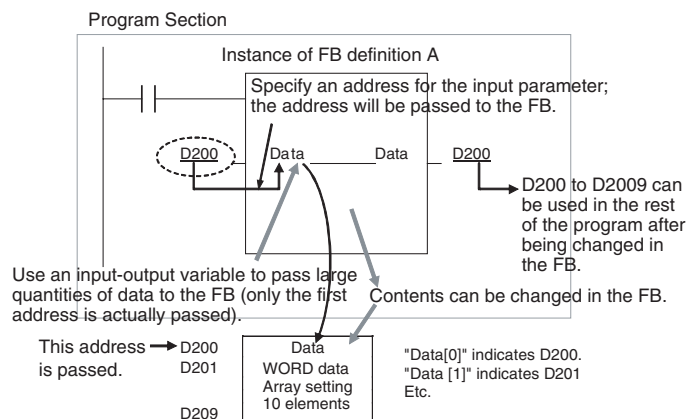 Program Section
Instance of FB definition A
Specify an address for the input parameter;
the address will be passed to the FB.
D200
Data
Data
D200
D200 to D2009 can
be used in the rest
of the program after
being changed in
the FB.
Use an input-output variable to pass large
quantities of data to the FB (only the first
address is actually passed).
Contents can be changed in the FB.
This address
is passed.
D200
D201
D209
Data
WORD data
Array setting
10 elements
"Data[0]" indicates D200.
"Data [1]" indicates D201
Etc.